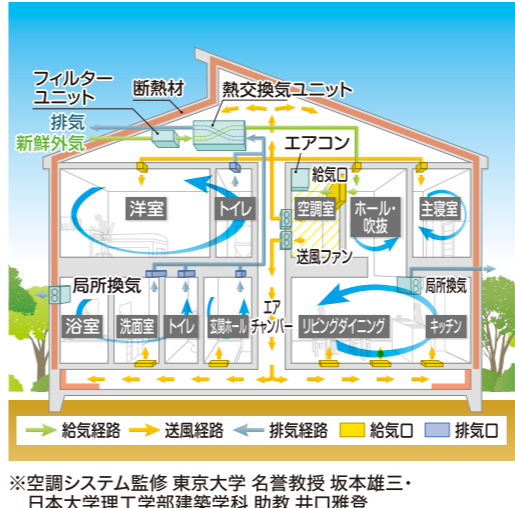 フィルター
ユニット
断熱材
熱交換気ユニット
排気
新鮮外気
エアコン
給気口
洋室
トイレ
空調室
ホール・
吹抜
主寝室
送風ファン
局所換気
局所換気
浴室
洗面室
トイレ
玄関ホール
エア
チャンバー
リビングダイニング
キッチン
給気経路
送風経路
排気経路
給気口
排気口
※空調システム監修 東京大学 名誉教授 坂本雄三・
日本大学理工学部建築学科 助教 井口雅登